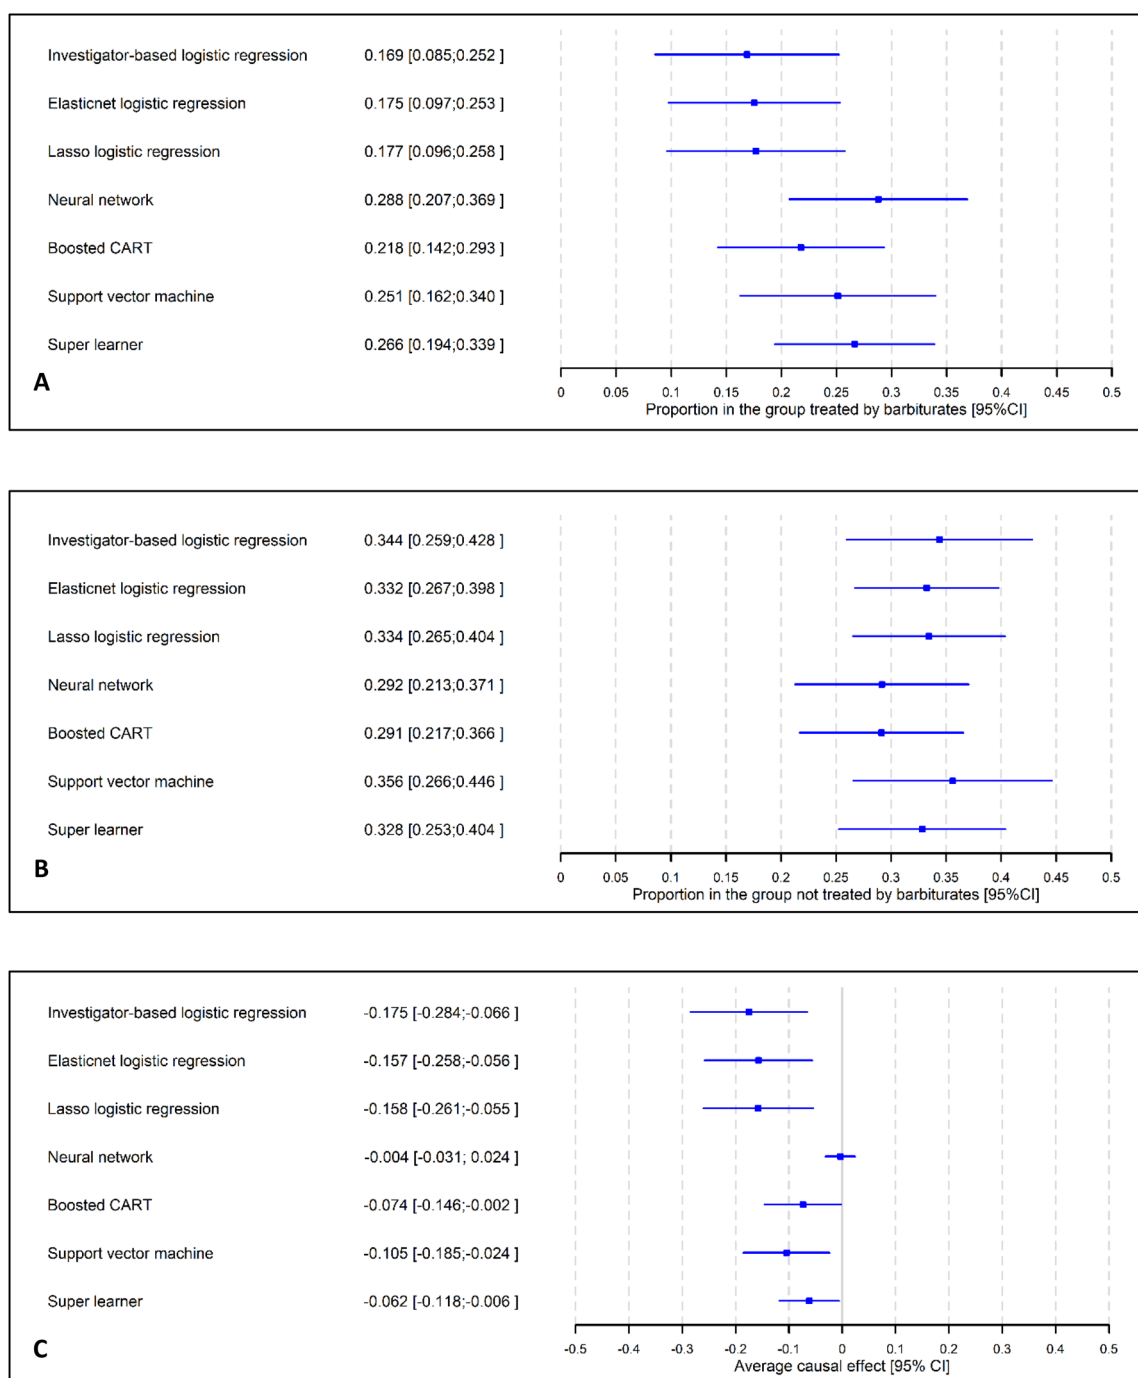 Investigator-based logistic regression 0.169 [0.085;0.252 ]
Elasticnet logistic regression 0.175 [0.097;0.253 ]
Lasso logistic regression 0.177 [0.096;0.258 ]
Neural network 0.288 [0.207;0.369 ]
Boosted CART 0.218 [0.142;0.293 ]
Support vector machine 0.251 [0.162;0.340 ]
Super learner 0.266 [0.194;0.339 ]
A
0 0.05 0.1 0.15 0.2 0.25 0.3 0.35 0.4 0.45 0.5
Proportion in the group treated by barbiturates [95%CI]
Investigator-based logistic regression 0.344 [0.259;0.428 ]
Elasticnet logistic regression 0.332 [0.267;0.398 ]
Lasso logistic regression 0.334 [0.265;0.404 ]
Neural network 0.292 [0.213;0.371 ]
Boosted CART 0.291 [0.217;0.366 ]
Support vector machine 0.356 [0.266;0.446 ]
Super learner 0.328 [0.253;0.404 ]
B
0 0.05 0.1 0.15 0.2 0.25 0.3 0.35 0.4 0.45 0.5
Proportion in the group not treated by barbiturates [95%CI]
Investigator-based logistic regression -0.175 [-0.284;-0.066 ]
Elasticnet logistic regression -0.157 [-0.258;-0.056 ]
Lasso logistic regression -0.158 [-0.261;-0.055 ]
Neural network -0.004 [-0.031; 0.024 ]
Boosted CART -0.074 [-0.146;-0.002 ]
Support vector machine -0.105 [-0.185;-0.024 ]
Super learner -0.062 [-0.118;-0.006 ]
C
-0.5 -0.4 -0.3 -0.2 -0.1 0 0.1 0.2 0.3 0.4 0.5
Average causal effect [95% CI]